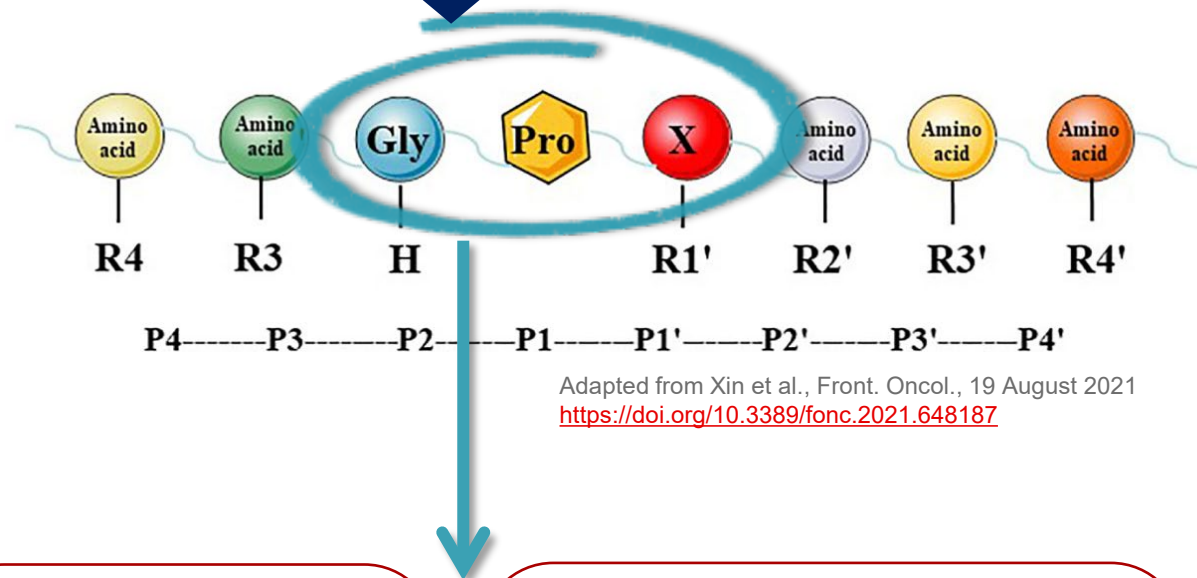 Amino acid
Amino acid
Gly
Pro
X
Amino acid
Amino acid
Amino acid
R4 R3 H R1' R2' R3' R4'
P4-------P3--------P2-------P1------P1'------P2'-------P3'------P4'
Adapted from Xin et al., Front. Oncol., 19 August 2021
https://doi.org/10.3389/fonc.2021.648187